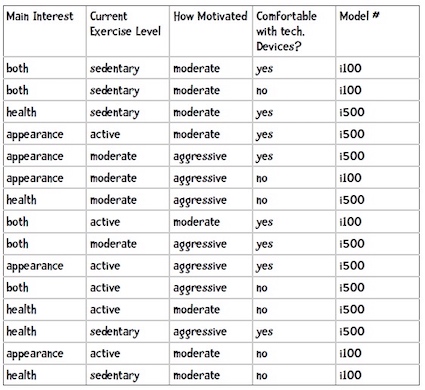 Main Interest Current Exercise Level How Motivated Comfortable with tech. Devices? Model #
both sedentary moderate yes i100
both sedentary moderate no i100
health sedentary moderate yes i500
appearance active moderate yes i500
appearance moderate aggressive yes i500
appearance moderate aggressive no i100
health moderate aggressive no i500
both active moderate yes i100
both moderate aggressive yes i500
appearance active aggressive yes i500
both active aggressive no i500
health active moderate no i500
health sedentary aggressive yes i500
appearance active moderate no i100
health sedentary moderate no i100